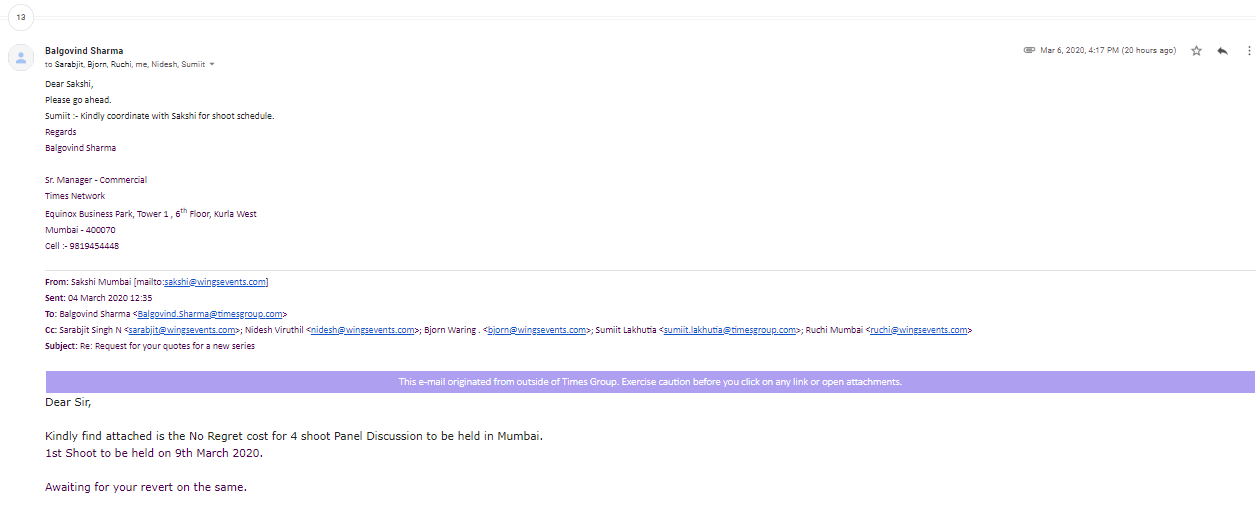 13
Balgovind Sharma
Mar 6, 2020, 4:17 PM (20 hours ago)
to Sarabjit, Bjorn, Ruchi, me, Nidesh, Sumiit
Dear Sakshi,
Please go ahead.
Sumiit :- Kindly coordinate with Sakshi for shoot schedule.
Regards
Balgovind Sharma
Sr. Manager - Commercial
Times Network
Equinox Business Park, Tower 1 , 6th Floor, Kurla West
Mumbai - 400070
Cell :- 9819454448
From: Sakshi Mumbai [mailto:sakshi@wingsevents.com]
Sent: 04 March 2020 12:35
To: Balgovind Sharma <Balgovind.Sharma@timesgroup.com>
Cc: Sarabjit Singh N <sarabjit@wingsevents.com>; Nidesh Viruthil <nidesh@wingsevents.com>; Bjorn Waring . <bjorn@wingsevents.com>; Sumiit Lakhutia <sumiit.lakhutia@timesgroup.com>; Ruchi Mumbai <ruchi@wingsevents.com>
Subject: Re: Request for your quotes for a new series
This e-mail originated from outside of Times Group. Exercise caution before you click on any link or open attachments.
Dear Sir,
Kindly find attached is the No Regret cost for 4 shoot Panel Discussion to be held in Mumbai.
1st Shoot to be held on 9th March 2020.
Awaiting for your revert on the same.